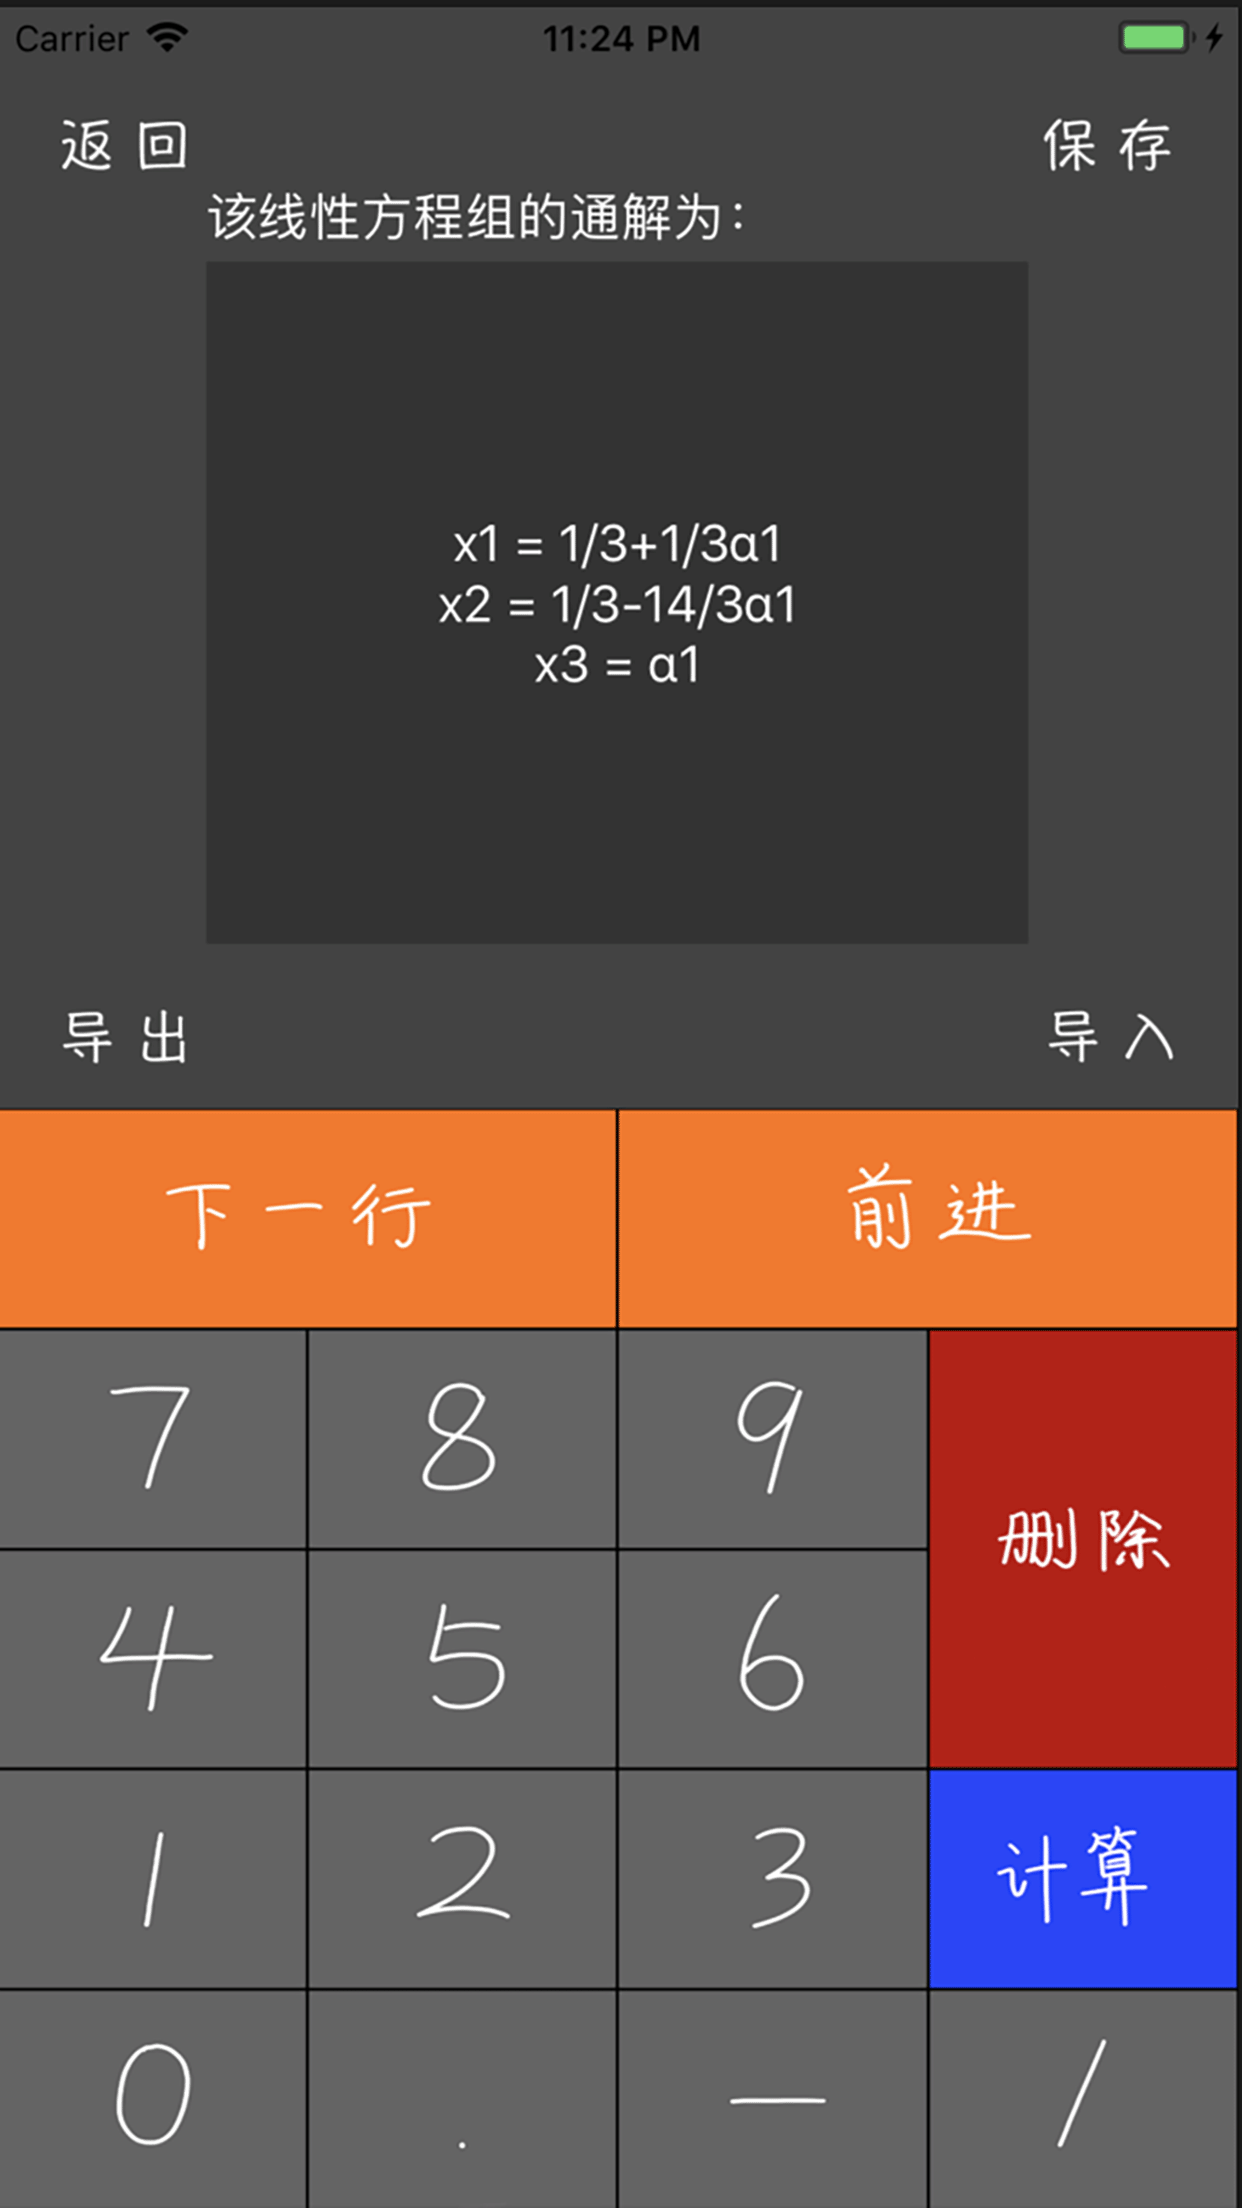 Carrier 11:24 PM
返回 保存
该线性方程组的通解为：
x1 = 1/3+1/3α1
x2 = 1/3-14/3α1
x3 = α1
导出 导入
下一行 前进
7 8 9 删除
4 5 6
1 2 3 计算
0 . - /